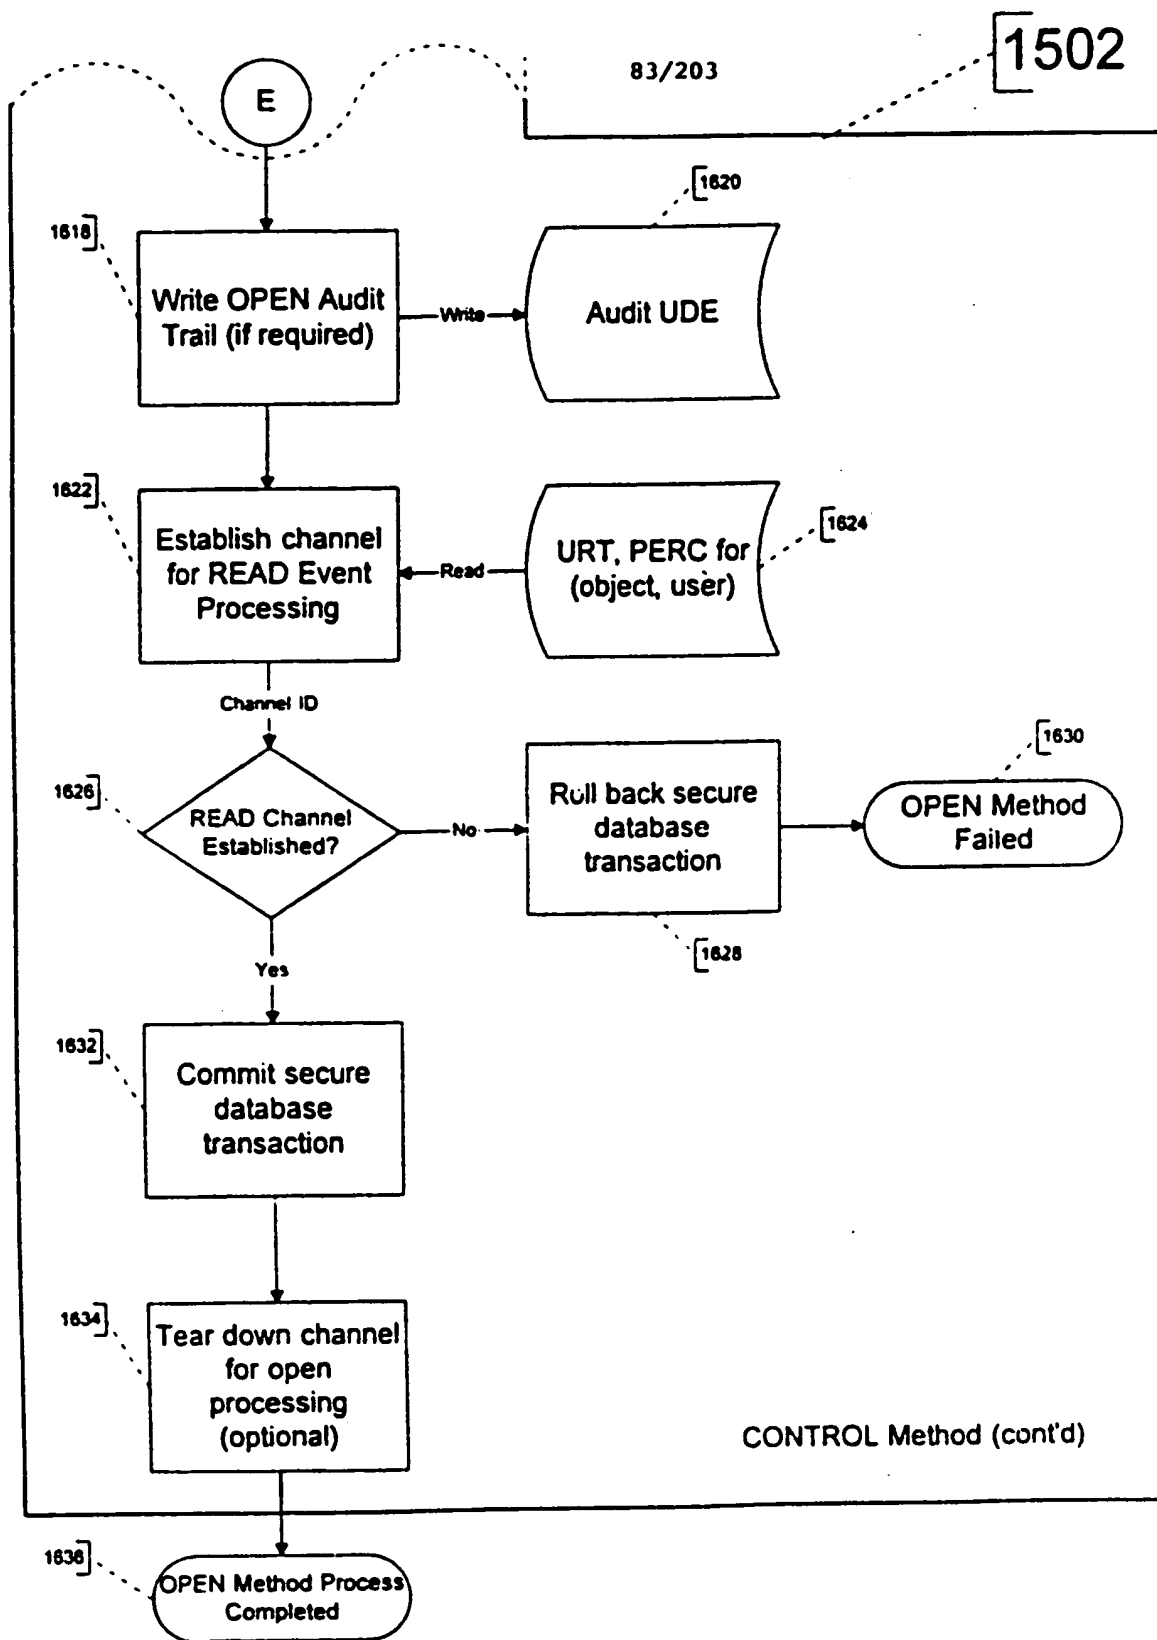 83/203
1502
E
1620
1618
Write OPEN Audit
Trail (if required)
Write
Audit UDE
1622
Establish channel
for READ Event
Processing
Read
URT, PERC for
(object, user)
1624
Channel ID
1626
READ Channel
Established?
No
Roll back secure
database
transaction
1628
1630
OPEN Method
Failed
Yes
1632
Commit secure
database
transaction
1634
Tear down channel
for open
processing
(optional)
CONTROL Method (cont'd)
1636
OPEN Method Process
Completed